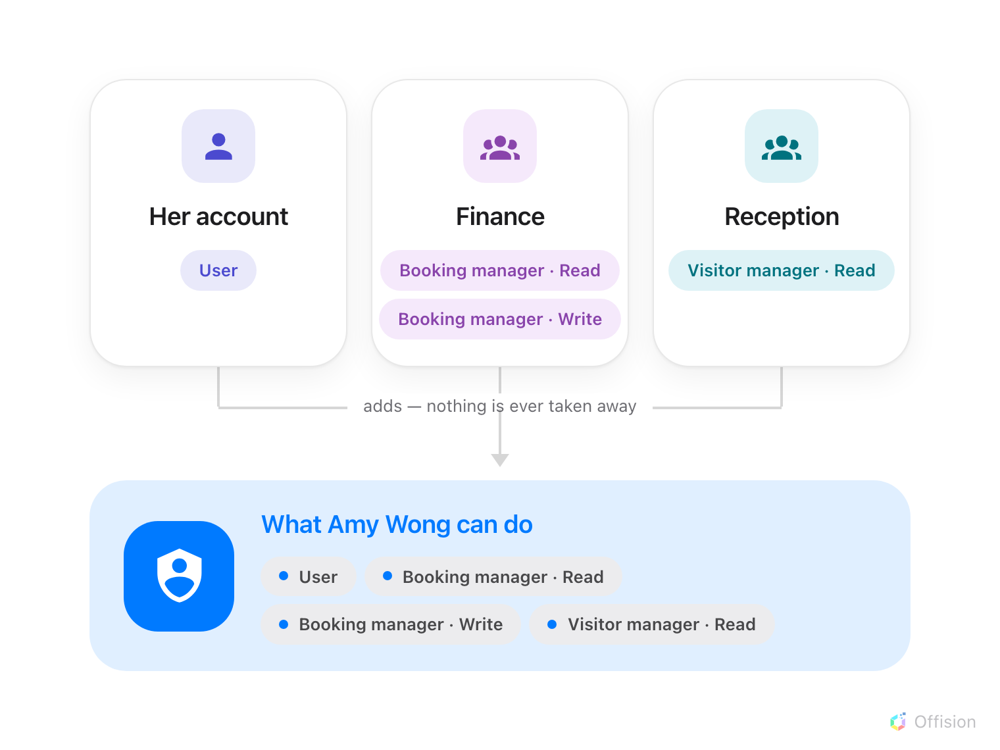 Her account
User
Finance
Booking manager · Read
Booking manager · Write
Reception
Visitor manager · Read
adds — nothing is ever taken away
What Amy Wong can do
User
Booking manager · Read
Booking manager · Write
Visitor manager · Read
Offision